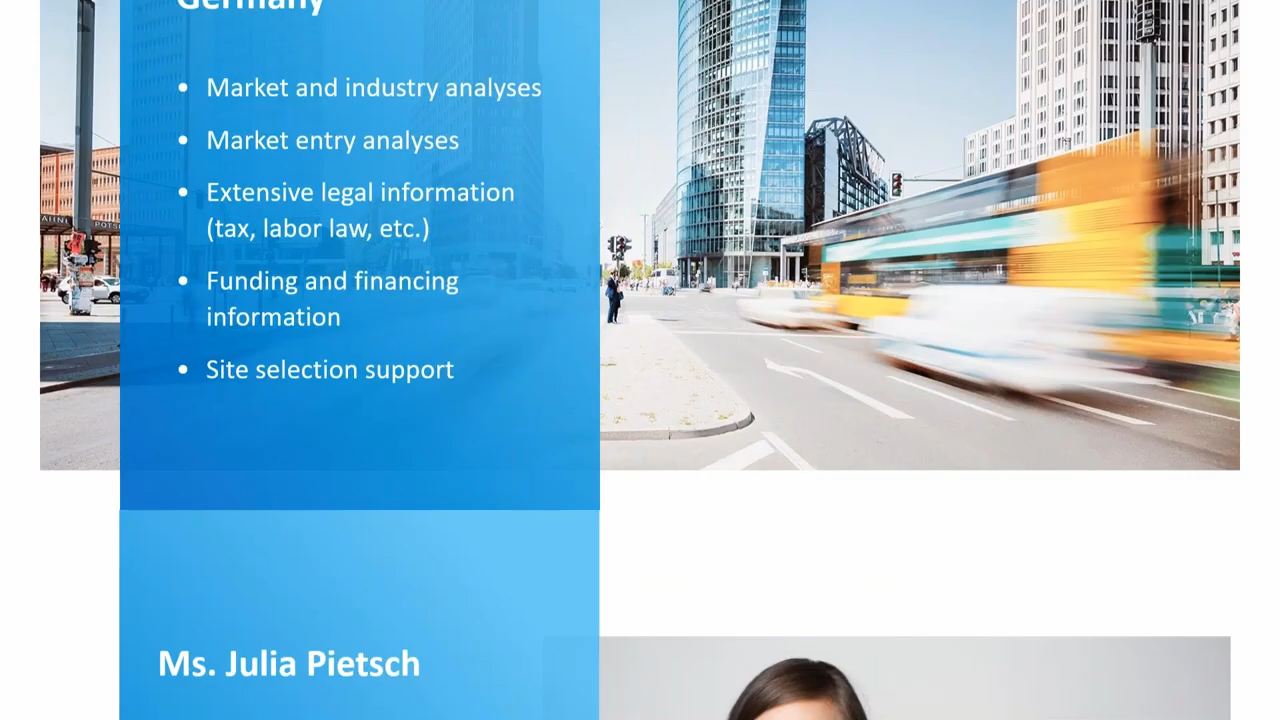 Germany
• Market and industry analyses
• Market entry analyses
• Extensive legal information
(tax, labor law, etc.)
• Funding and financing
information
• Site selection support
Ms. Julia Pietsch